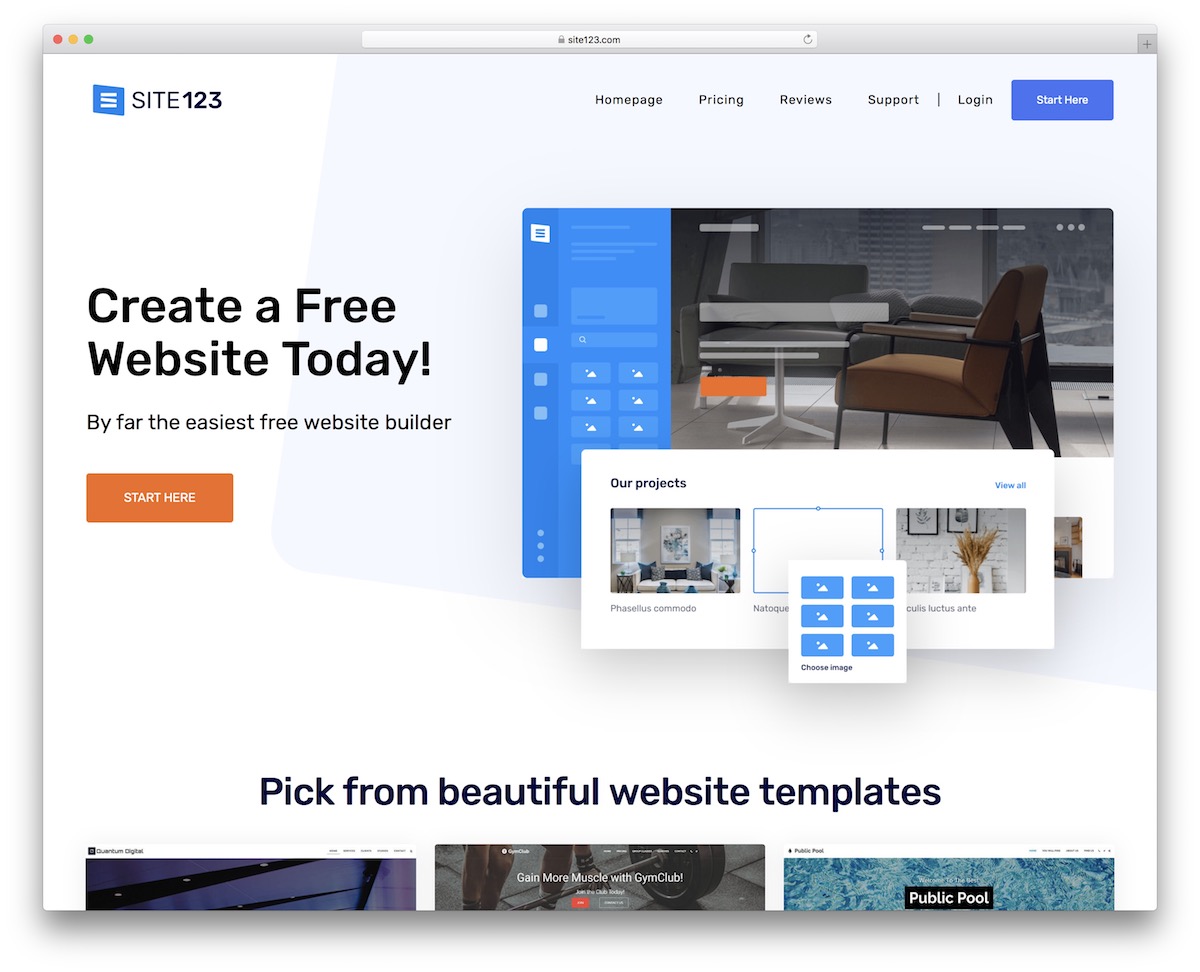 site123.com
SITE123
Homepage
Pricing
Reviews
Support
Login
Start Here
Create a Free
Website Today!
By far the easiest free website builder
START HERE
Our projects
View all
Phasellus commodo
Natoque
culis luctus ante
Choose image
Pick from beautiful website templates
Quantum Digital
GymClub
Gain More Muscle with GymClub!
Join the Club Today!
Public Pool
Welcome To The Best
Public Pool